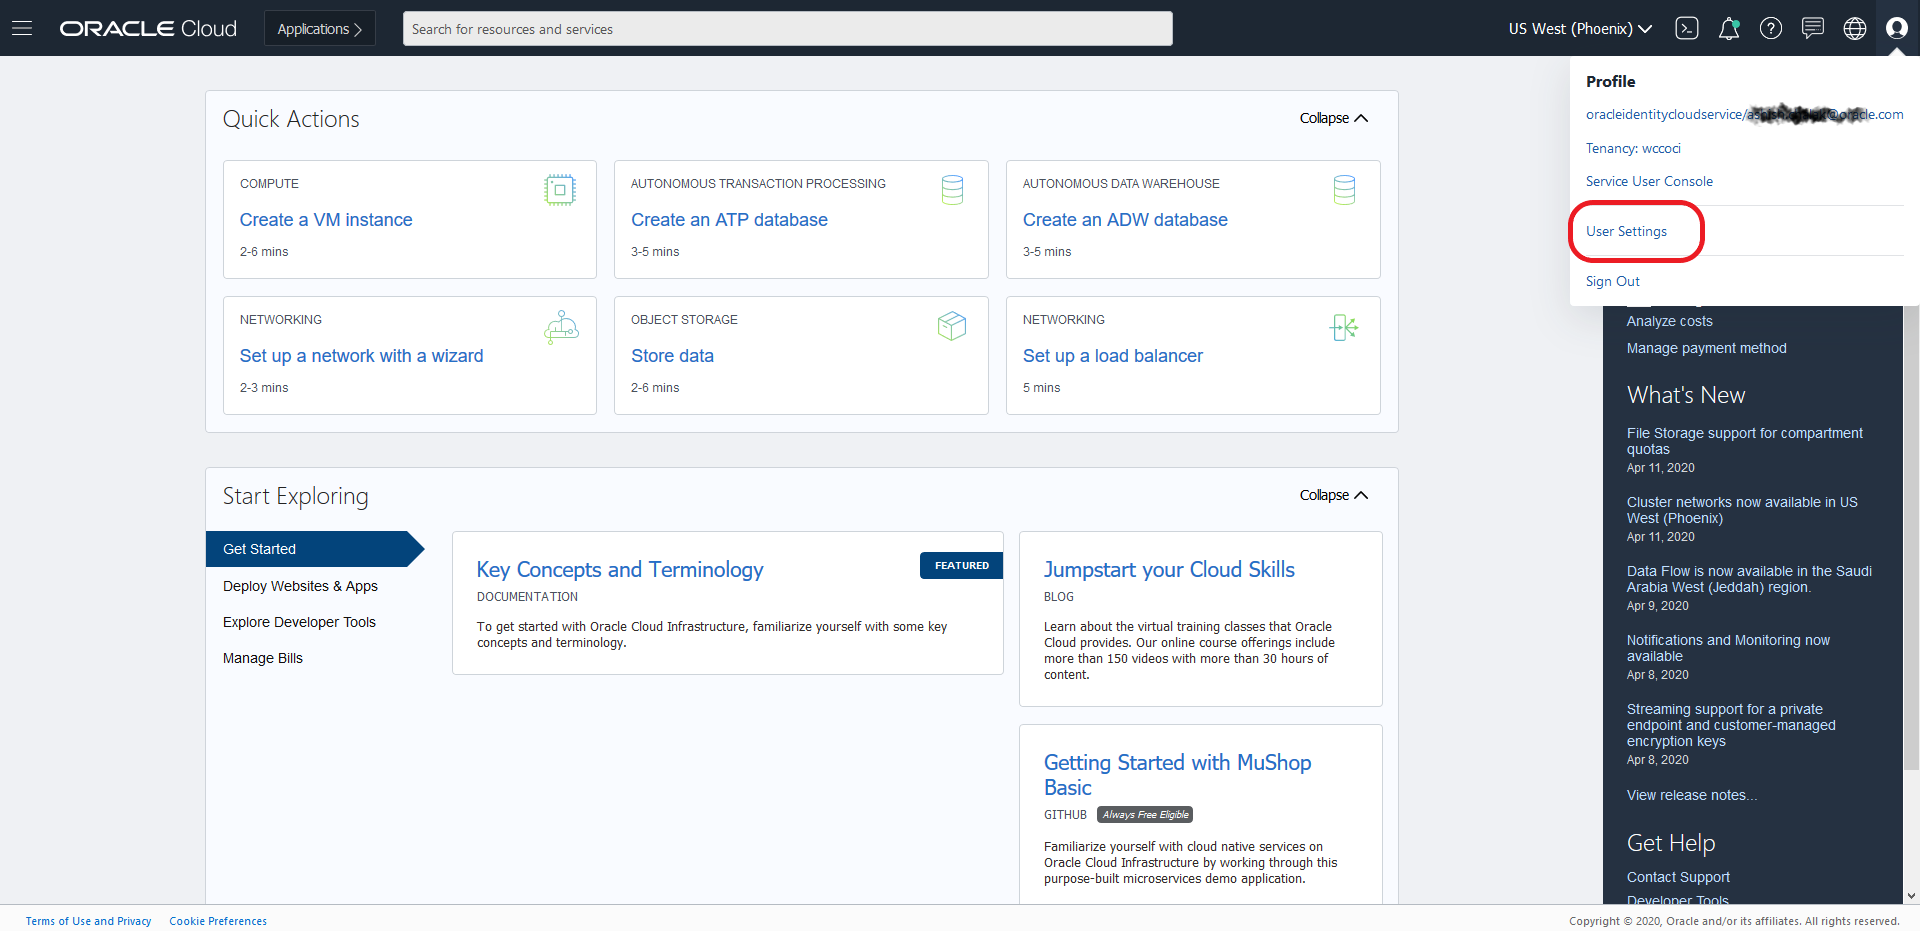 ORACLE Cloud
Applications
Search for resources and services
US West (Phoenix)
Profile
oracleidentitycloudservice/ @oracle.com
Tenancy: wccoci
Service User Console
User Settings
Sign Out
Quick Actions
Collapse
COMPUTE
Create a VM instance
2-6 mins
AUTONOMOUS TRANSACTION PROCESSING
Create an ATP database
3-5 mins
AUTONOMOUS DATA WAREHOUSE
Create an ADW database
3-5 mins
NETWORKING
Set up a network with a wizard
2-3 mins
OBJECT STORAGE
Store data
2-6 mins
NETWORKING
Set up a load balancer
5 mins
Start Exploring
Collapse
Get Started
Deploy Websites & Apps
Explore Developer Tools
Manage Bills
Key Concepts and Terminology
FEATURED
DOCUMENTATION
To get started with Oracle Cloud Infrastructure, familiarize yourself with some key
concepts and terminology.
Jumpstart your Cloud Skills
BLOG
Learn about the virtual training classes that Oracle
Cloud provides. Our online course offerings include
more than 150 videos with more than 30 hours of
content.
Getting Started with MuShop
Basic
GITHUB Always Free Eligible
Familiarize yourself with cloud native services on
Oracle Cloud Infrastructure by working through this
purpose-built microservices demo application.
Analyze costs
Manage payment method
What's New
File Storage support for compartment
quotas
Apr 11, 2020
Cluster networks now available in US
West (Phoenix)
Apr 11, 2020
Data Flow is now available in the Saudi
Arabia West (Jeddah) region.
Apr 9, 2020
Notifications and Monitoring now
available
Apr 8, 2020
Streaming support for a private
endpoint and customer-managed
encryption keys
Apr 8, 2020
View release notes...
Get Help
Contact Support
Developer Tools
Terms of Use and Privacy
Cookie Preferences
Copyright © 2020, Oracle and/or its affiliates. All rights reserved.